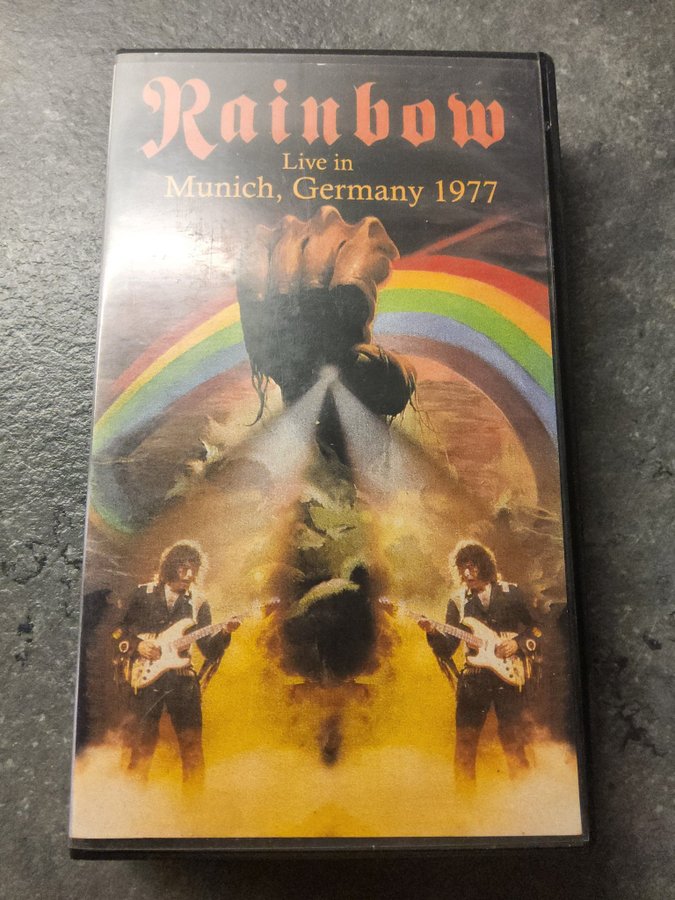 Rainbow
Live in
Munich, Germany 1977